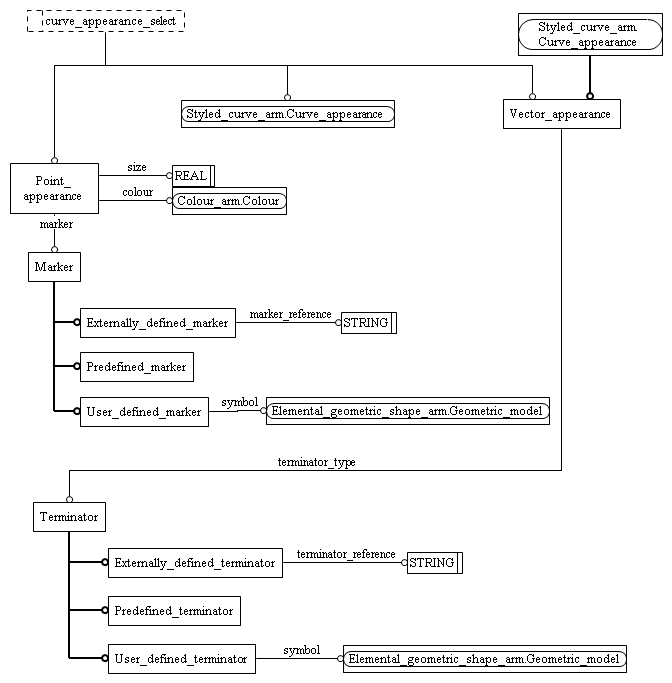 curve_appearance_select
Styled_curve_arm.
Curve_appearance
Styled_curve_arm.Curve_appearance
Vector_appearance
Point_
appearance
size
REAL
colour
Colour_arm.Colour
marker
Marker
Externally_defined_marker
marker_reference
STRING
Predefined_marker
User_defined_marker
symbol
Elemental_geometric_shape_arm.Geometric_model
terminator_type
Terminator
Externally_defined_terminator
terminator_reference
STRING
Predefined_terminator
User_defined_terminator
symbol
Elemental_geometric_shape_arm.Geometric_model